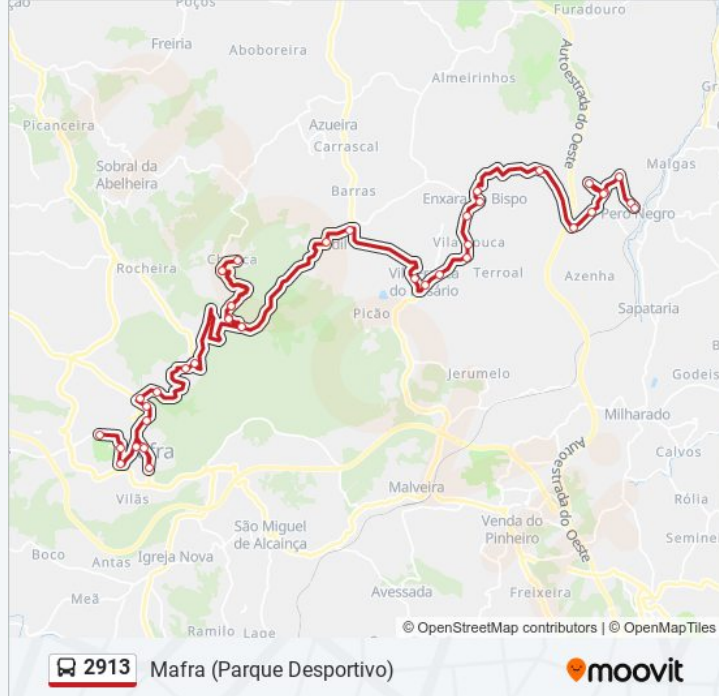 Poços
Furadouro
Freiria
Aboboreira
Almeirinhos
Autoestrada do Oeste
Picanceira
Azueira
Carrascal
Sobral da
Abelheira
Barras
Malgas
Enxara
Bispo
Pero Negro
Rocheira
Terroal
Azenha
do
sário
Picão
Sapataria
Jerumelo
Godeis
Milharado
Autoestrada do Oeste
Calvos
fra
Vilãs
Malveira
Rólia
São Miguel
de Alcainça
Venda do
Pinheiro
Semine
Boco
Antas
Igreja Nova
Meã
Avessada
Freixeira
Ramilo
© OpenStreetMap contributors | © OpenMapTiles
2913 Mafra (Parque Desportivo)
moovit